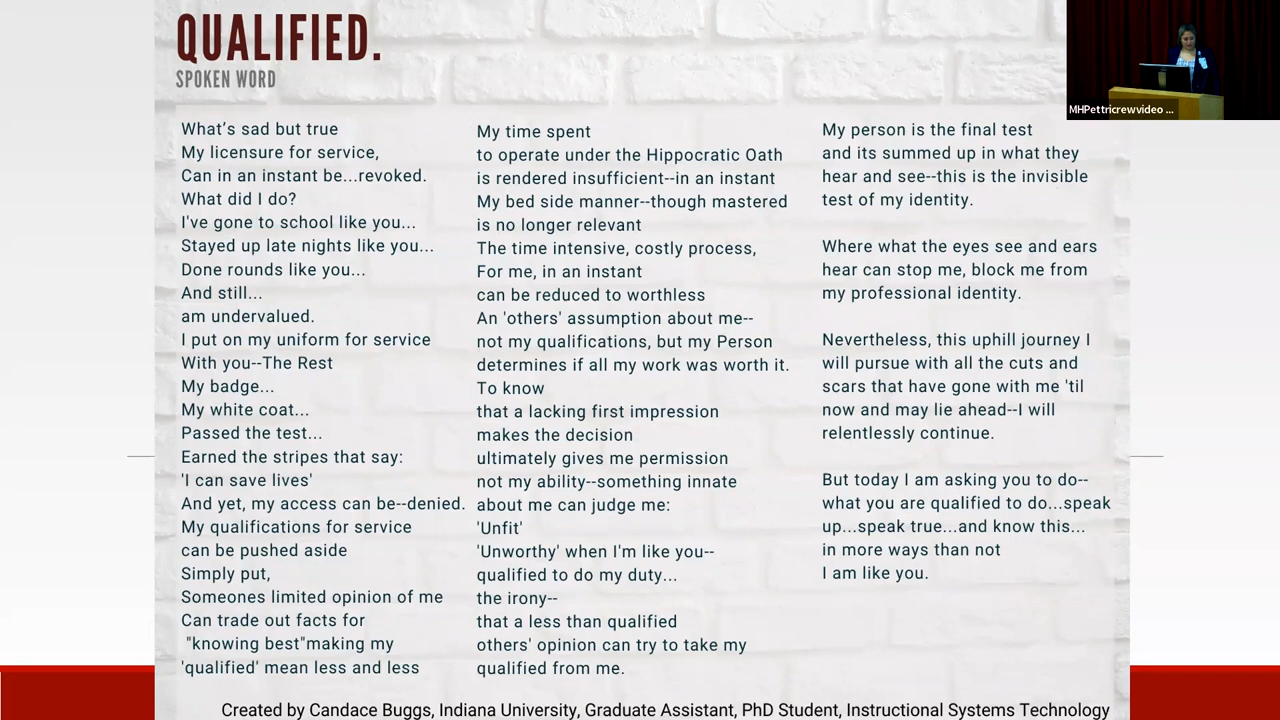 QUALIFIED.
SPOKEN WORD
What's sad but true
My licensure for service,
Can in an instant be...revoked.
What did I do?
I've gone to school like you...
Stayed up late nights like you...
Done rounds like you...
And still...
am undervalued.
I put on my uniform for service
With you--The Rest
My badge...
My white coat...
Passed the test...
Earned the stripes that say:
'I can save lives'
And yet, my access can be--denied.
My qualifications for service
can be pushed aside
Simply put,
Someones limited opinion of me
Can trade out facts for
"knowing best"making my
'qualified' mean less and less
My time spent
to operate under the Hippocratic Oath
is rendered insufficient--in an instant
My bed side manner--though mastered
is no longer relevant
The time intensive, costly process,
For me, in an instant
can be reduced to worthless
An 'others' assumption about me--
not my qualifications, but my Person
determines if all my work was worth it.
To know
that a lacking first impression
makes the decision
ultimately gives me permission
not my ability--something innate
about me can judge me:
'Unfit'
'Unworthy' when I'm like you--
qualified to do my duty...
the irony--
that a less than qualified
others' opinion can try to take my
qualified from me.
My person is the final test
and its summed up in what they
hear and see--this is the invisible
test of my identity.
Where what the eyes see and ears
hear can stop me, block me from
my professional identity.
Nevertheless, this uphill journey I
will pursue with all the cuts and
scars that have gone with me 'til
now and may lie ahead--I will
relentlessly continue.
But today I am asking you to do--
what you are qualified to do...speak
up...speak true...and know this...
in more ways than not
I am like you.
Created by Candace Buggs, Indiana University, Graduate Assistant, PhD Student, Instructional Systems Technology
MHPettricrewvideo ...